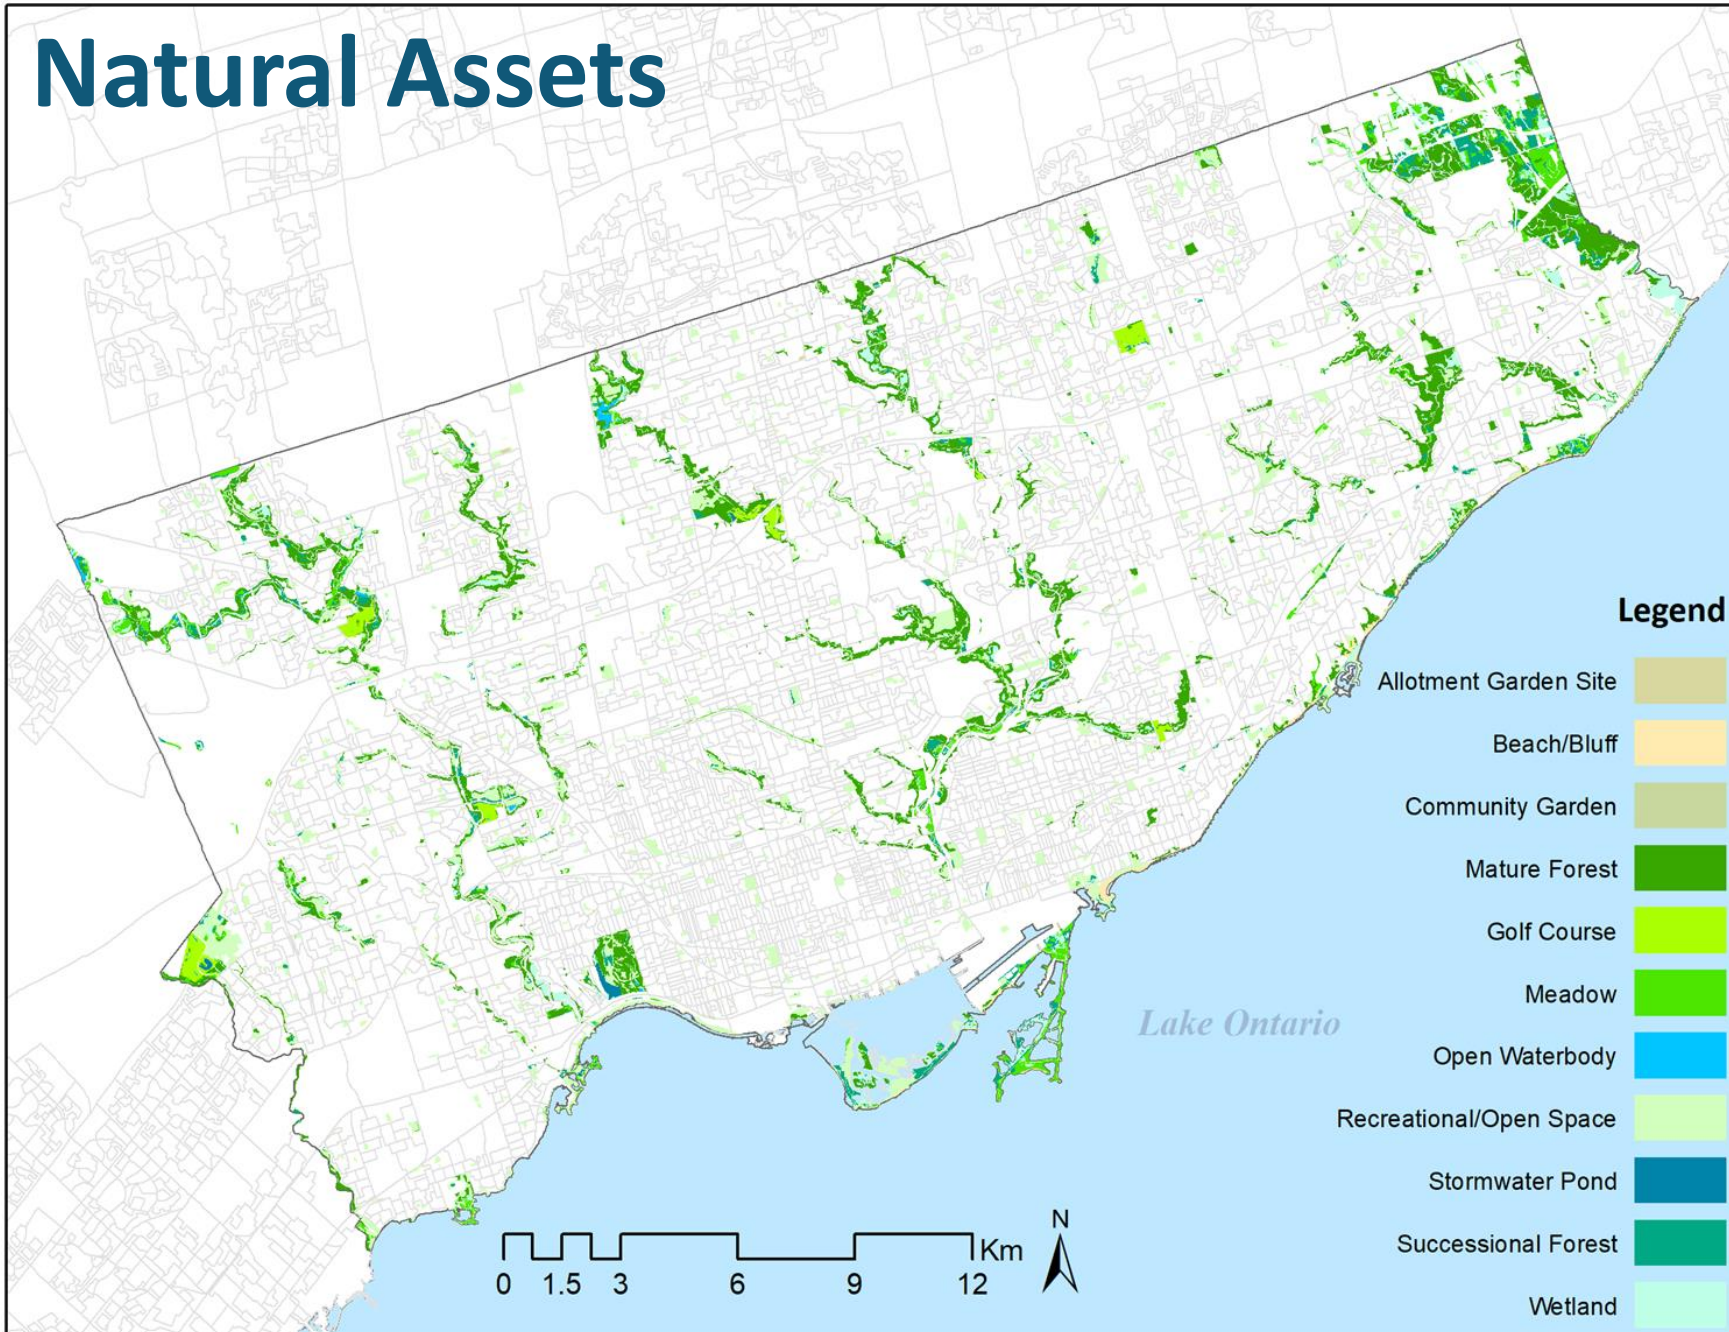 Natural Assets
Legend
Allotment Garden Site
Beach/Bluff
Community Garden
Mature Forest
Golf Course
Meadow
Open Waterbody
Recreational/Open Space
Stormwater Pond
Successional Forest
Wetland
Lake Ontario
N
Km
0 1.5 3 6 9 12